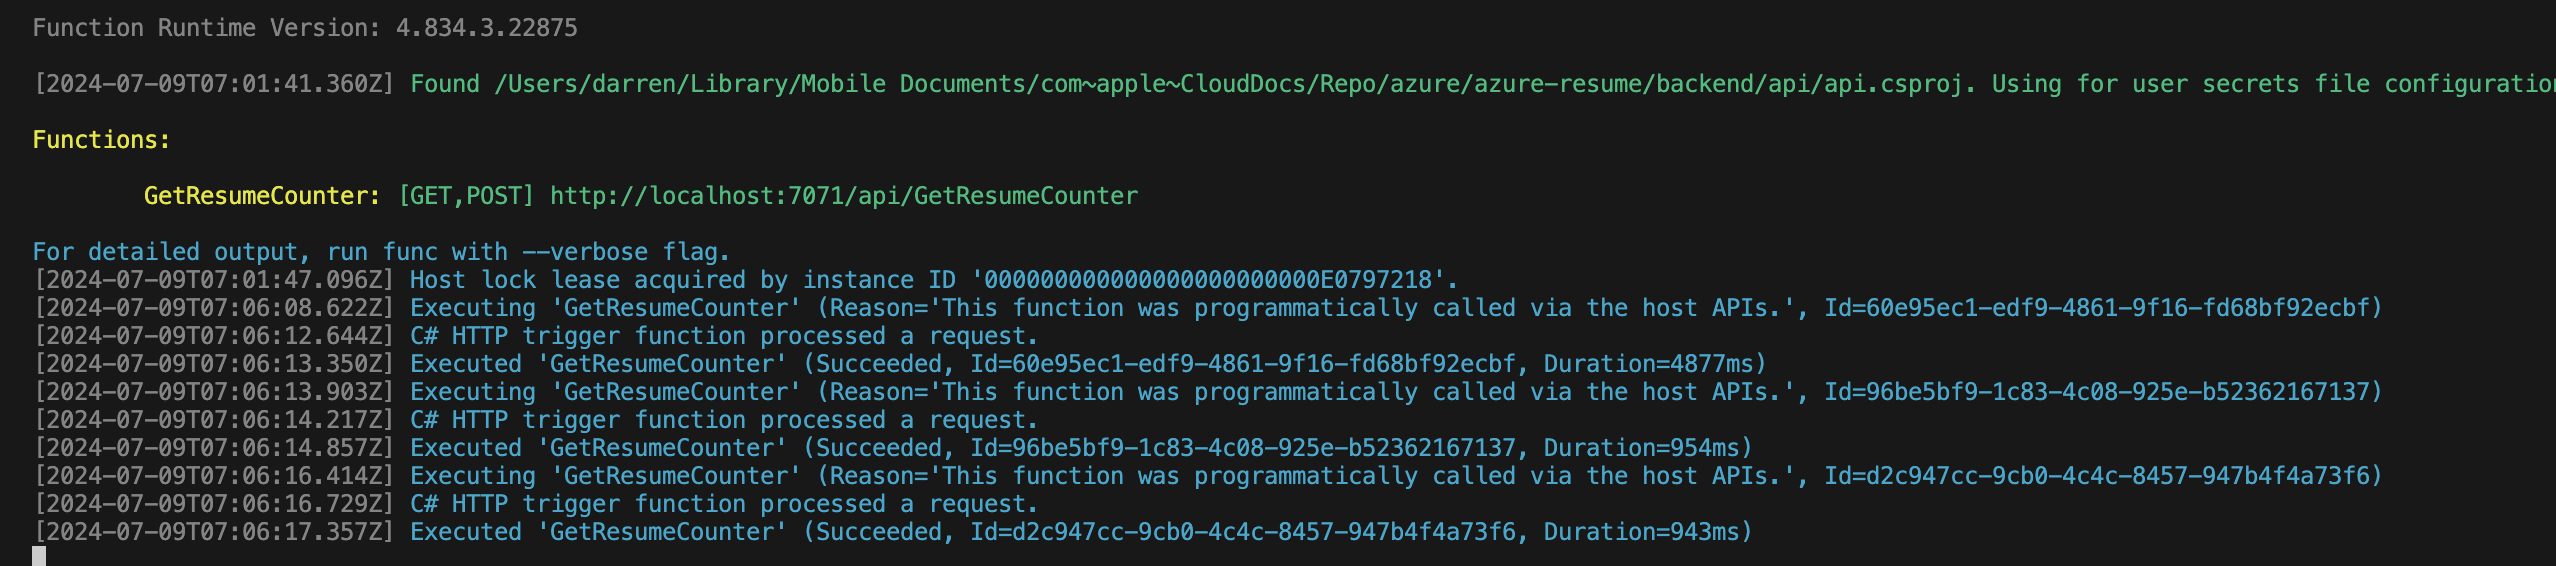 Function Runtime Version: 4.834.3.22875
[2024-07-09T07:01:41.360Z] Found /Users/darren/Library/Mobile Documents/com~apple~CloudDocs/Repo/azure/azure-resume/backend/api/api.csproj. Using for user secrets file configuration
Functions:
GetResumeCounter: [GET,POST] http://localhost:7071/api/GetResumeCounter
For detailed output, run func with --verbose flag.
[2024-07-09T07:01:47.096Z] Host lock lease acquired by instance ID '000000000000000000000000E0797218'.
[2024-07-09T07:06:08.622Z] Executing 'GetResumeCounter' (Reason='This function was programmatically called via the host APIs.', Id=60e95ec1-edf9-4861-9f16-fd68bf92ecbf)
[2024-07-09T07:06:12.644Z] C# HTTP trigger function processed a request.
[2024-07-09T07:06:13.350Z] Executed 'GetResumeCounter' (Succeeded, Id=60e95ec1-edf9-4861-9f16-fd68bf92ecbf, Duration=4877ms)
[2024-07-09T07:06:13.903Z] Executing 'GetResumeCounter' (Reason='This function was programmatically called via the host APIs.', Id=96be5bf9-1c83-4c08-925e-b52362167137)
[2024-07-09T07:06:14.217Z] C# HTTP trigger function processed a request.
[2024-07-09T07:06:14.857Z] Executed 'GetResumeCounter' (Succeeded, Id=96be5bf9-1c83-4c08-925e-b52362167137, Duration=954ms)
[2024-07-09T07:06:16.414Z] Executing 'GetResumeCounter' (Reason='This function was programmatically called via the host APIs.', Id=d2c947cc-9cb0-4c4c-8457-947b4f4a73f6)
[2024-07-09T07:06:16.729Z] C# HTTP trigger function processed a request.
[2024-07-09T07:06:17.357Z] Executed 'GetResumeCounter' (Succeeded, Id=d2c947cc-9cb0-4c4c-8457-947b4f4a73f6, Duration=943ms)